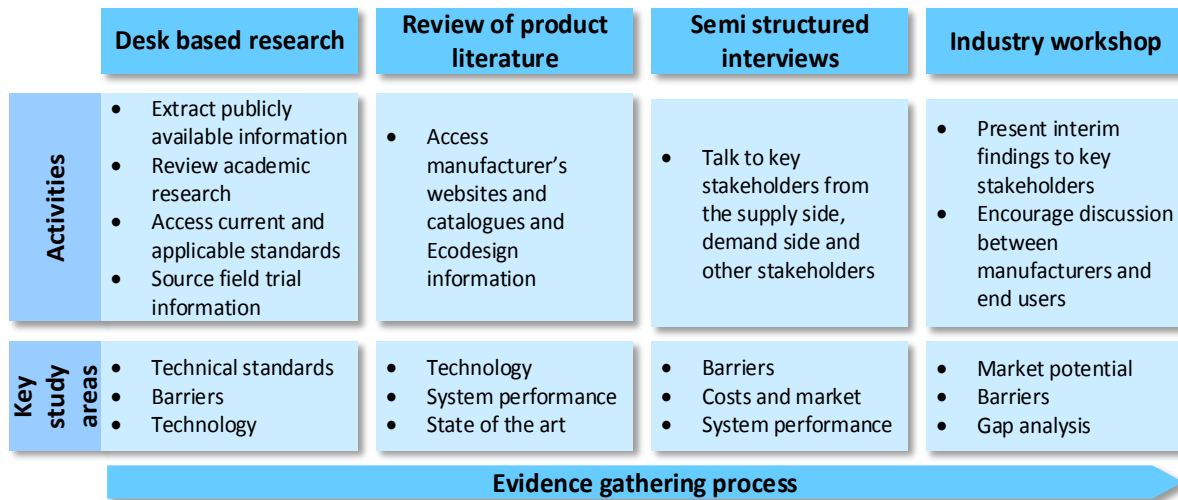 Desk based research
Review of product
literature
Semi structured
interviews
Industry workshop
Activities
• Extract publicly
available information
• Review academic
research
• Access current and
applicable standards
• Source field trial
information
• Access
manufacturer's
websites and
catalogues and
Ecodesign
information
• Talk to key
stakeholders from
the supply side,
demand side and
other stakeholders
• Present interim
findings to key
stakeholders
• Encourage discussion
between
manufacturers and
end users
Key
study
areas
• Technical standards
• Barriers
• Technology
• Technology
• System performance
• State of the art
• Barriers
• Costs and market
• System performance
• Market potential
• Barriers
• Gap analysis
Evidence gathering process